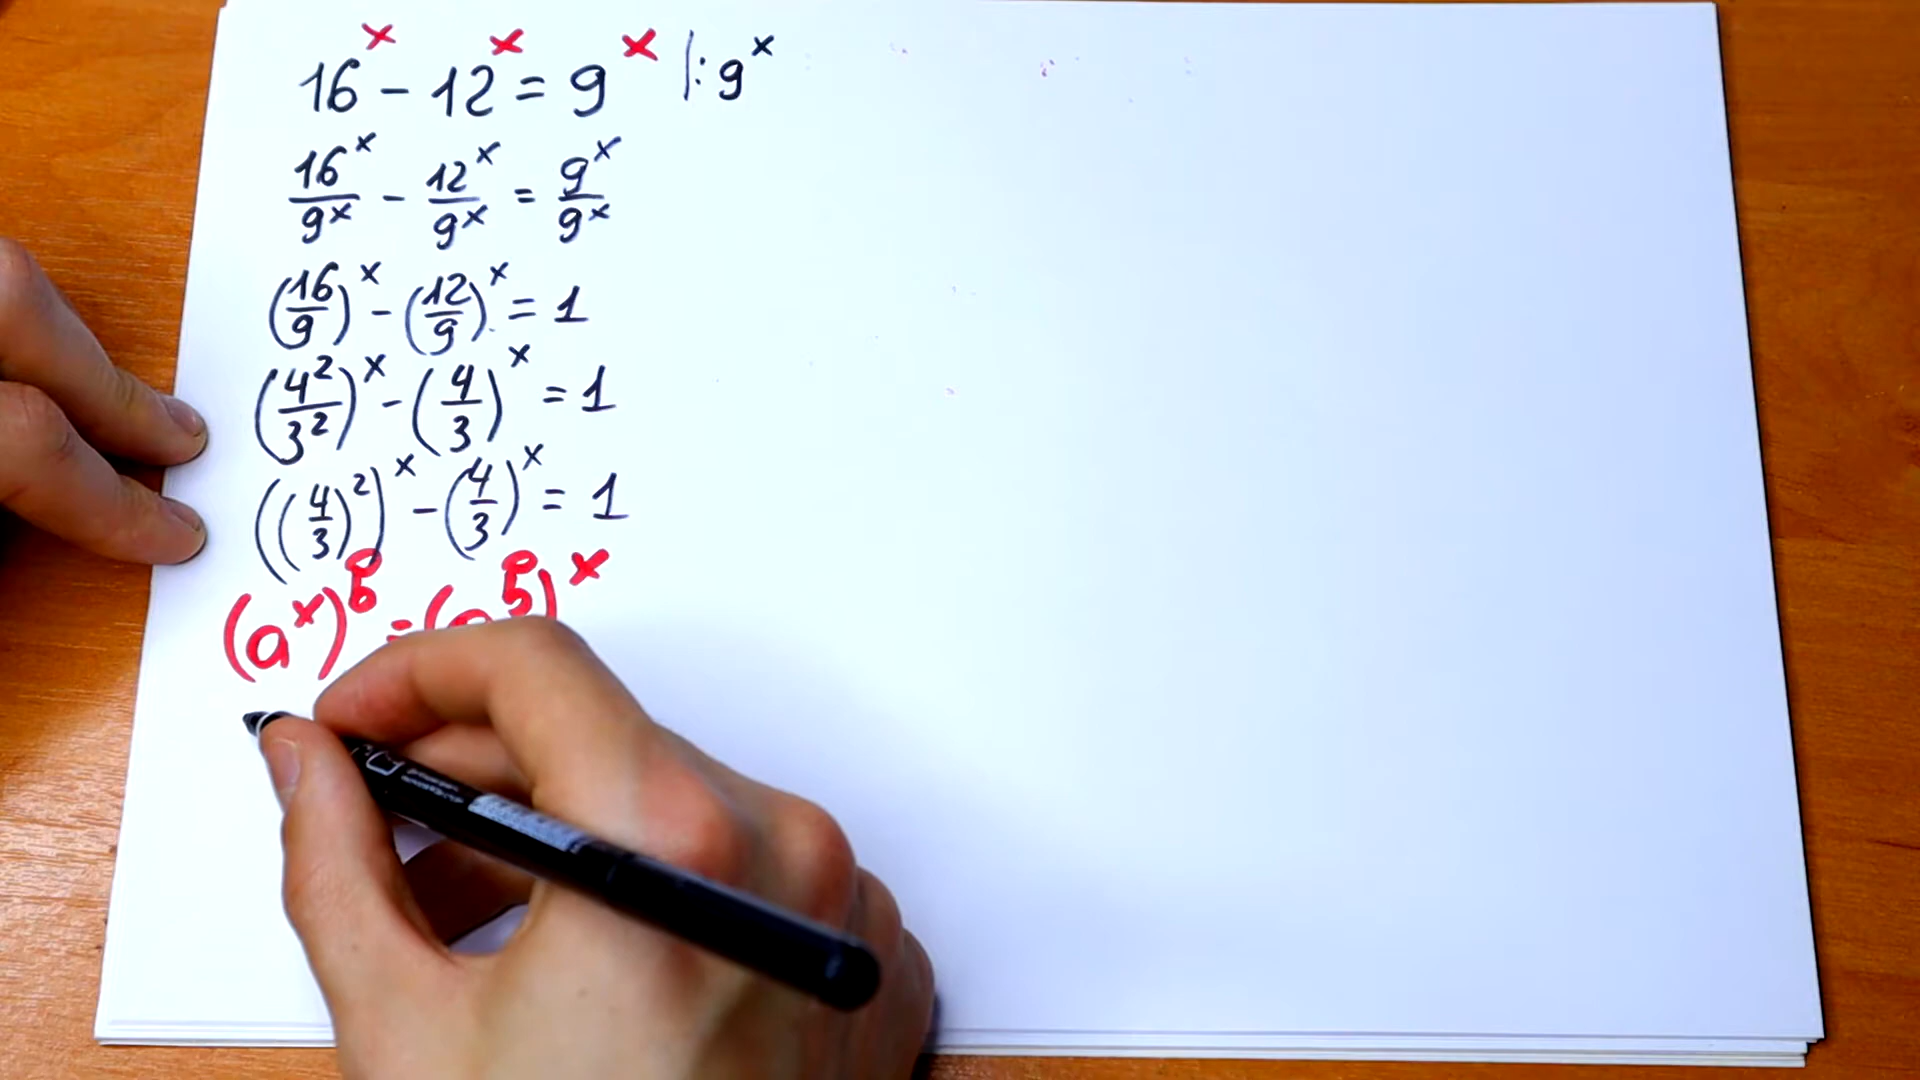 16^x - 12^x = 9^x |: 9^x
16^x/9^x - 12^x/9^x = 9^x/9^x
(16/9)^x - (12/9)^x = 1
(4²/3²)^x - (4/3)^x = 1
((4/3)²)^x - (4/3)^x = 1
(a^x)^b = (a^b)^x